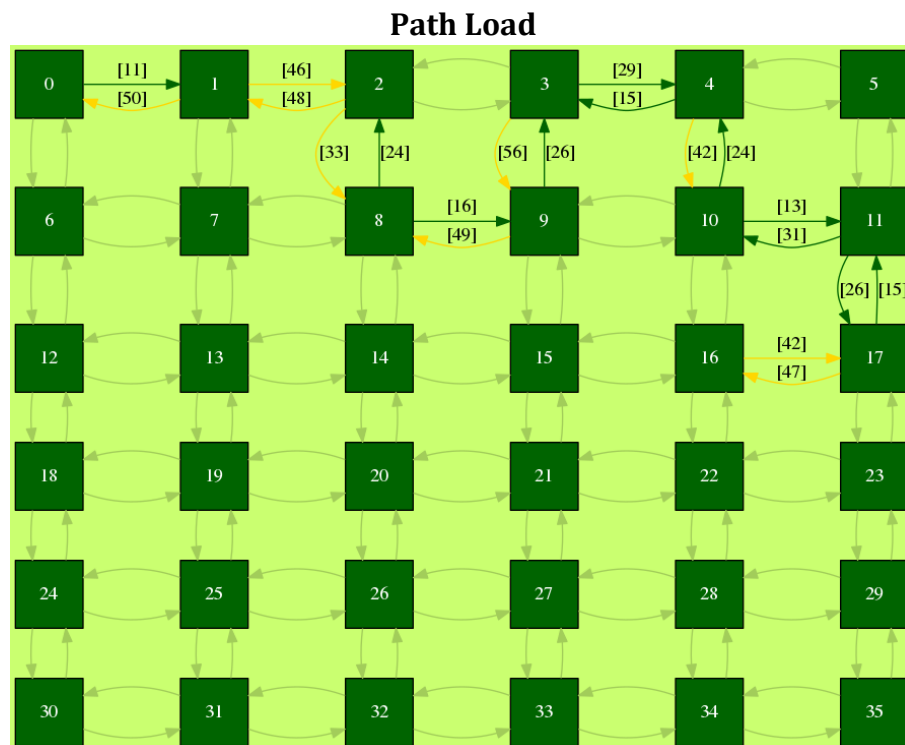 Path Load
[11] [46] [29]
0 1 2 3 4 5
[50] [48] [15]
[33] [24] [56] [26] [42] [24]
[16] [13]
6 7 8 9 10 11
[49] [31]
[26] [15]
[42]
12 13 14 15 16 17
[47]
18 19 20 21 22 23
24 25 26 27 28 29
30 31 32 33 34 35